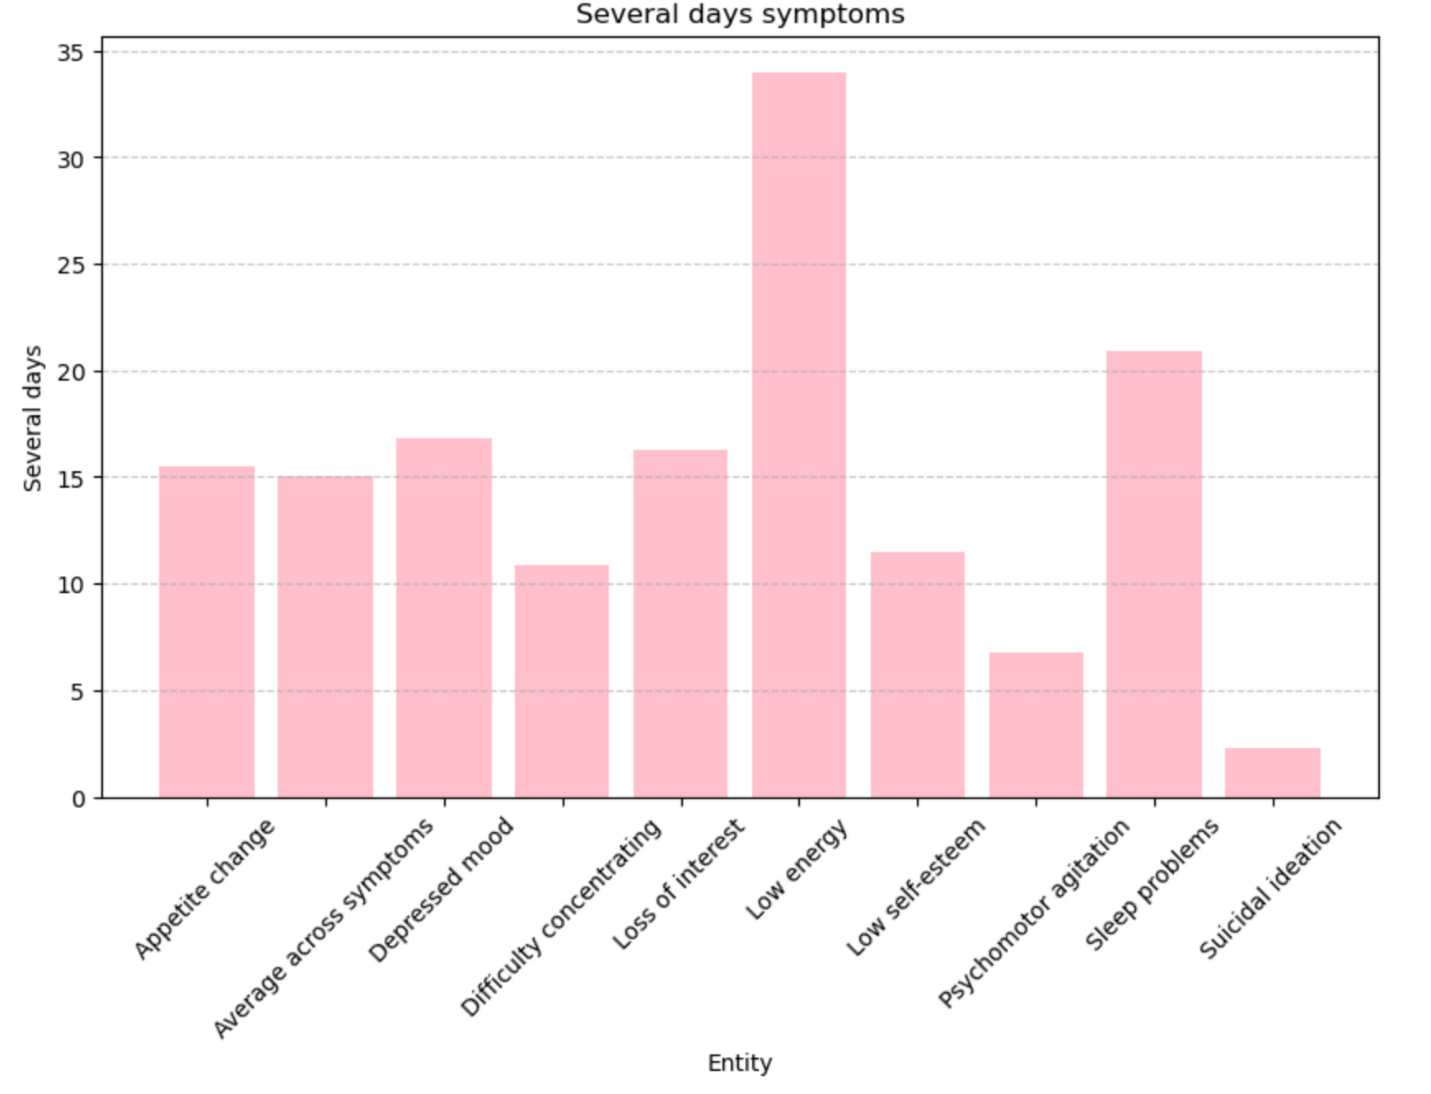 Several days symptoms
35
30
25
20
15
10
5
0
Several days
Appetite change
Average across symptoms
Depressed mood
Difficulty concentrating
Loss of interest
Low energy
Low self-esteem
Psychomotor agitation
Sleep problems
Suicidal ideation
Entity